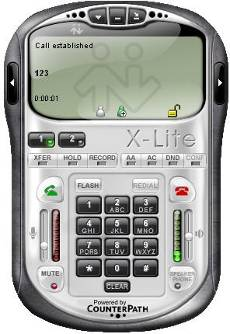 Call established
123
0:00:01
1 2
X-Lite
XFER HOLD RECORD AA AC DND CONF
FLASH REDIAL
1 2 ABC 3 DEF
4 GHI 5 JKL 6 MNO
7 PQRS 8 TUV 9 WXYZ
* 0 #
MUTE SPEAKER PHONE
CLEAR
Powered by
COUNTERPATH